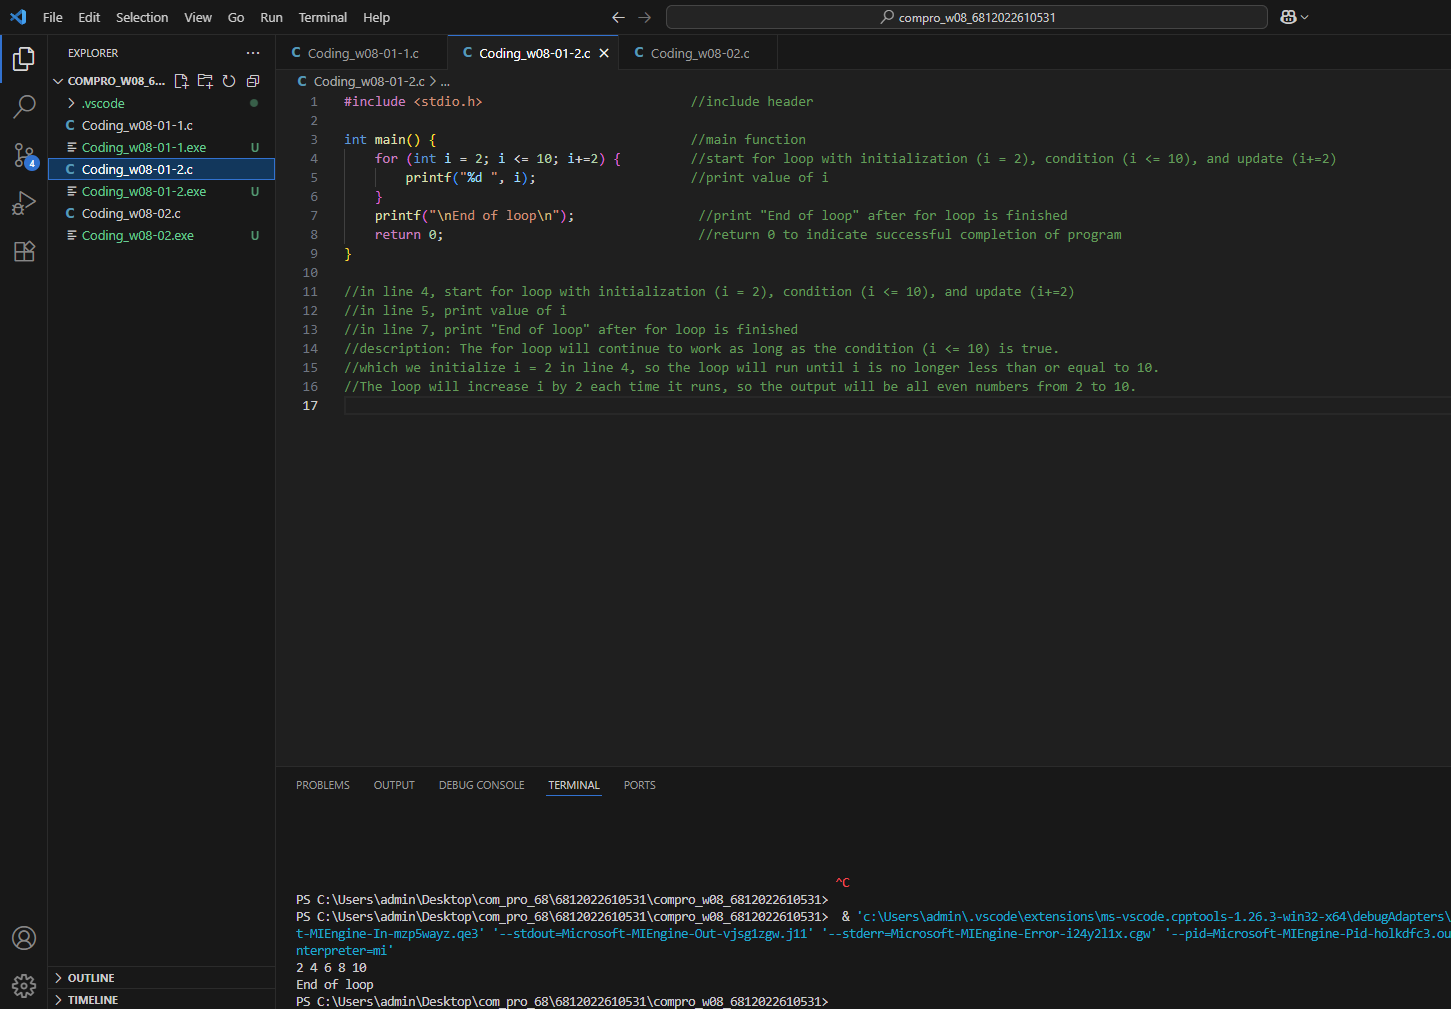 File Edit Selection View Go Run Terminal Help
compro_w08_6812022610531
EXPLORER
COMPRO_W08_6...
.vscode
C Coding_w08-01-1.c
Coding_w08-01-1.exe U
C Coding_w08-01-2.c
Coding_w08-01-2.exe U
C Coding_w08-02.c
Coding_w08-02.exe U
4
OUTLINE
TIMELINE
C Coding_w08-01-1.c C Coding_w08-01-2.c C Coding_w08-02.c
C Coding_w08-01-2.c > ...
1 #include <stdio.h> //include header
2
3 int main() { //main function
4 for (int i = 2; i <= 10; i+=2) { //start for loop with initialization (i = 2), condition (i <= 10), and update (i+=2)
5 printf("%d ", i); //print value of i
6 }
7 printf("\nEnd of loop\n"); //print "End of loop" after for loop is finished
8 return 0; //return 0 to indicate successful completion of program
9 }
10
11 //in line 4, start for loop with initialization (i = 2), condition (i <= 10), and update (i+=2)
12 //in line 5, print value of i
13 //in line 7, print "End of loop" after for loop is finished
14 //description: The for loop will continue to work as long as the condition (i <= 10) is true.
15 //which we initialize i = 2 in line 4, so the loop will run until i is no longer less than or equal to 10.
16 //The loop will increase i by 2 each time it runs, so the output will be all even numbers from 2 to 10.
17
PROBLEMS OUTPUT DEBUG CONSOLE TERMINAL PORTS
^C
PS C:\Users\admin\Desktop\com_pro_68\6812022610531\compro_w08_6812022610531>
PS C:\Users\admin\Desktop\com_pro_68\6812022610531\compro_w08_6812022610531> & 'c:\Users\admin\.vscode\extensions\ms-vscode.cpptools-1.26.3-win32-x64\debugAdapters\
t-MIEngine-In-mzp5wayz.qe3' '--stdout=Microsoft-MIEngine-Out-vjsg1zgw.j11' '--stderr=Microsoft-MIEngine-Error-i24y2l1x.cgw' '--pid=Microsoft-MIEngine-Pid-holkdfc3.ou
nterpreter=mi'
2 4 6 8 10
End of loop
PS C:\Users\admin\Desktop\com_pro_68\6812022610531\compro_w08_6812022610531>